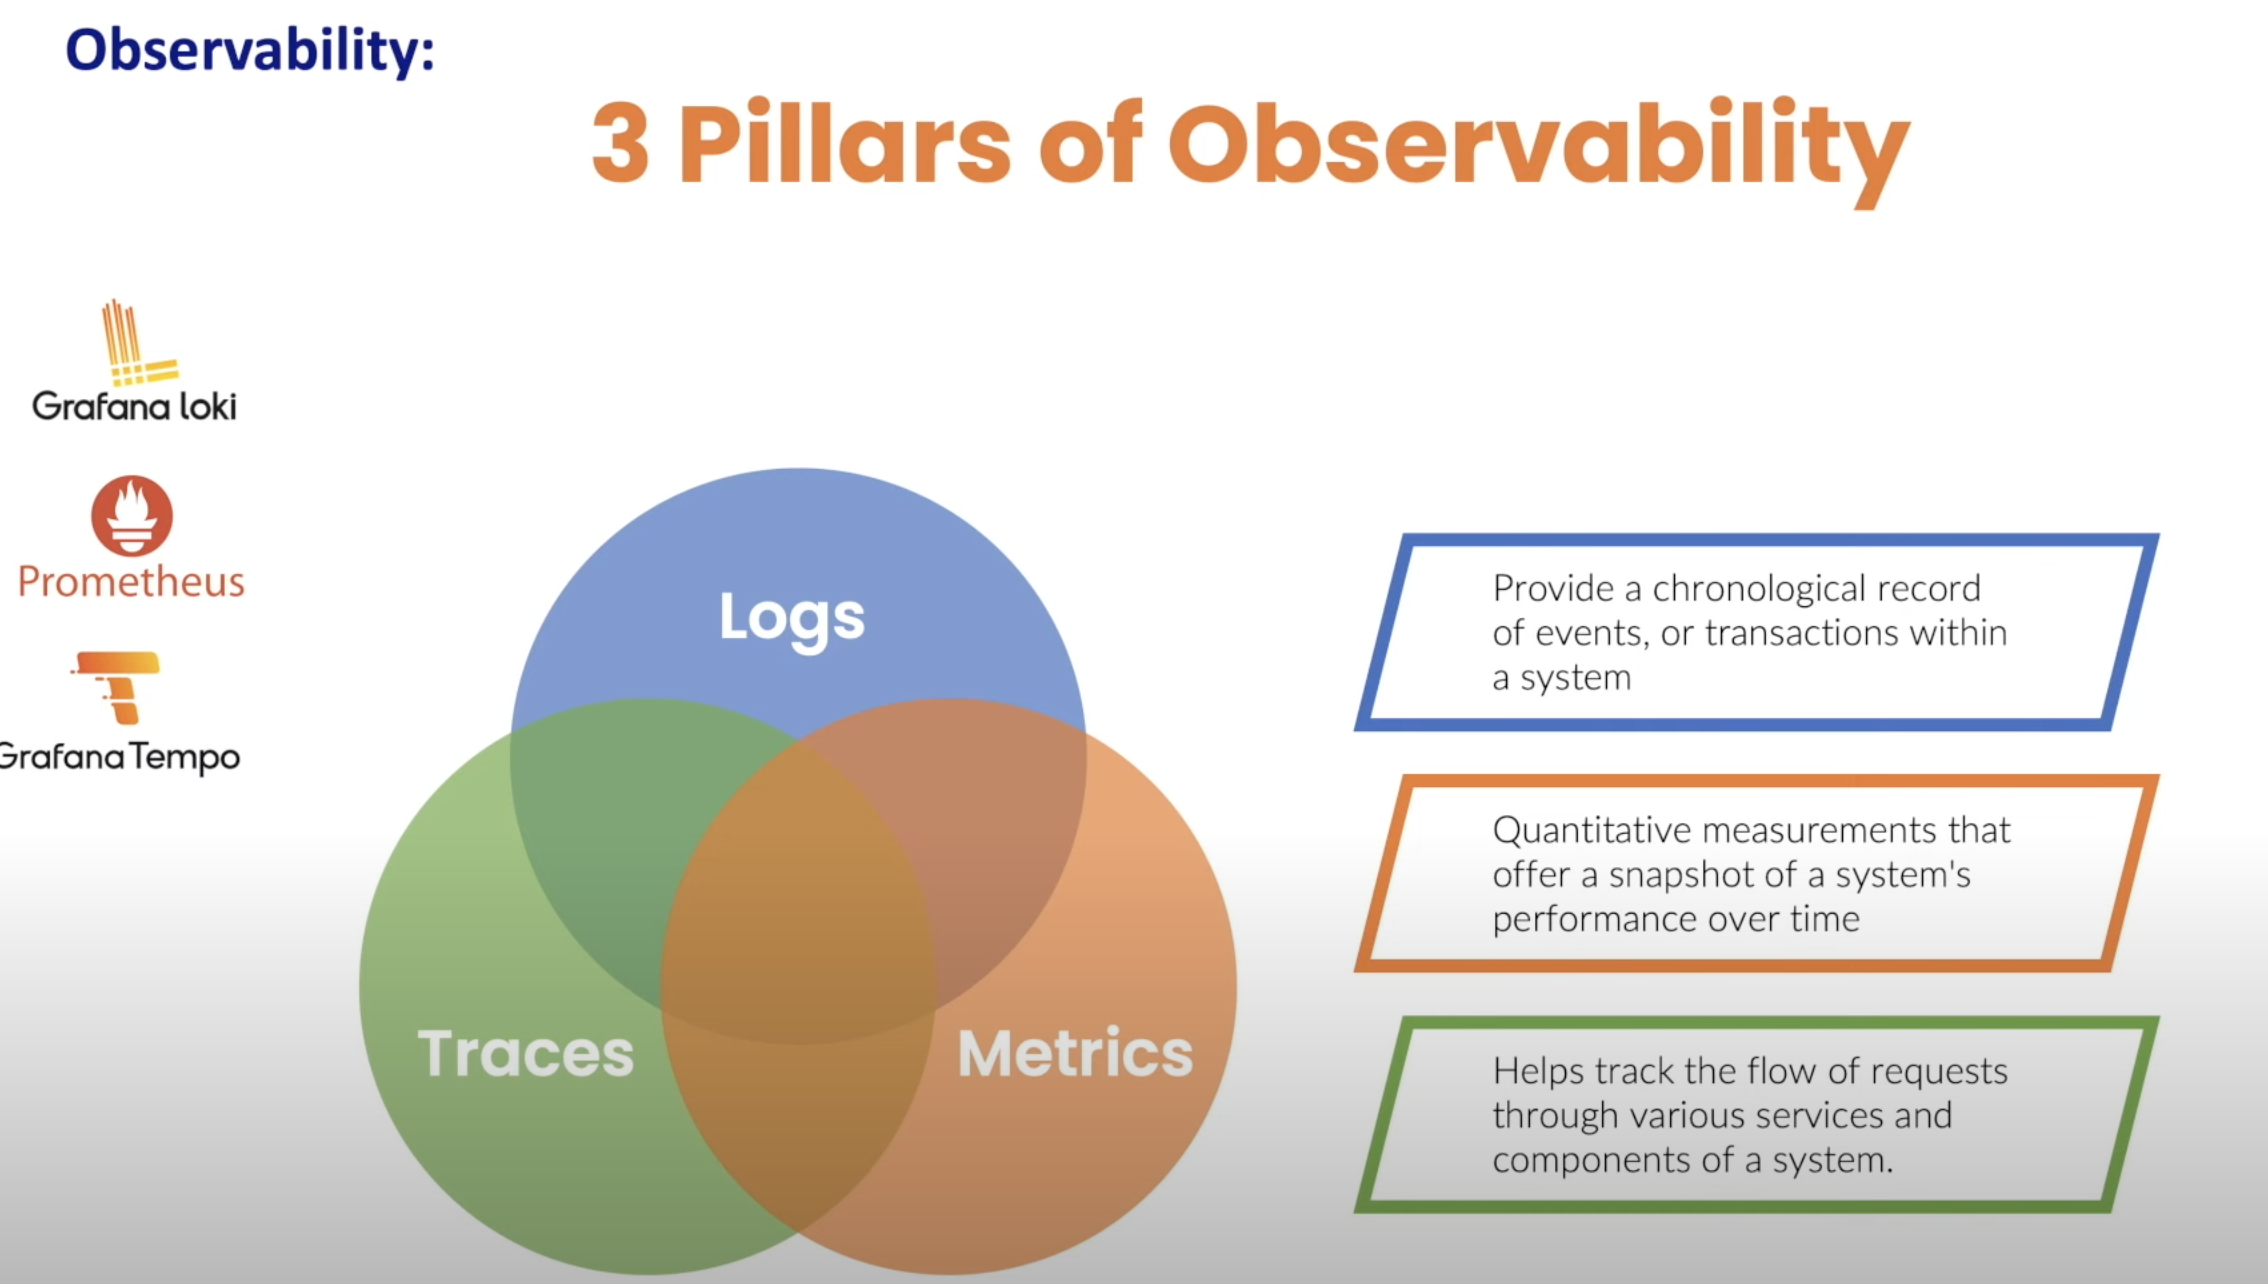 Observability:
3 Pillars of Observability
Grafana loki
Prometheus
Grafana Tempo
Logs
Traces
Metrics
Provide a chronological record
of events, or transactions within
a system
Quantitative measurements that
offer a snapshot of a system's
performance over time
Helps track the flow of requests
through various services and
components of a system.